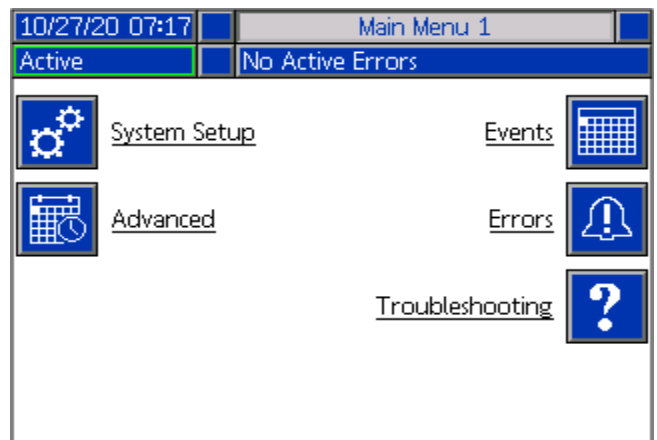 10/27/20 07:17 Main Menu 1
Active No Active Errors
System Setup Events
Advanced Errors
Troubleshooting